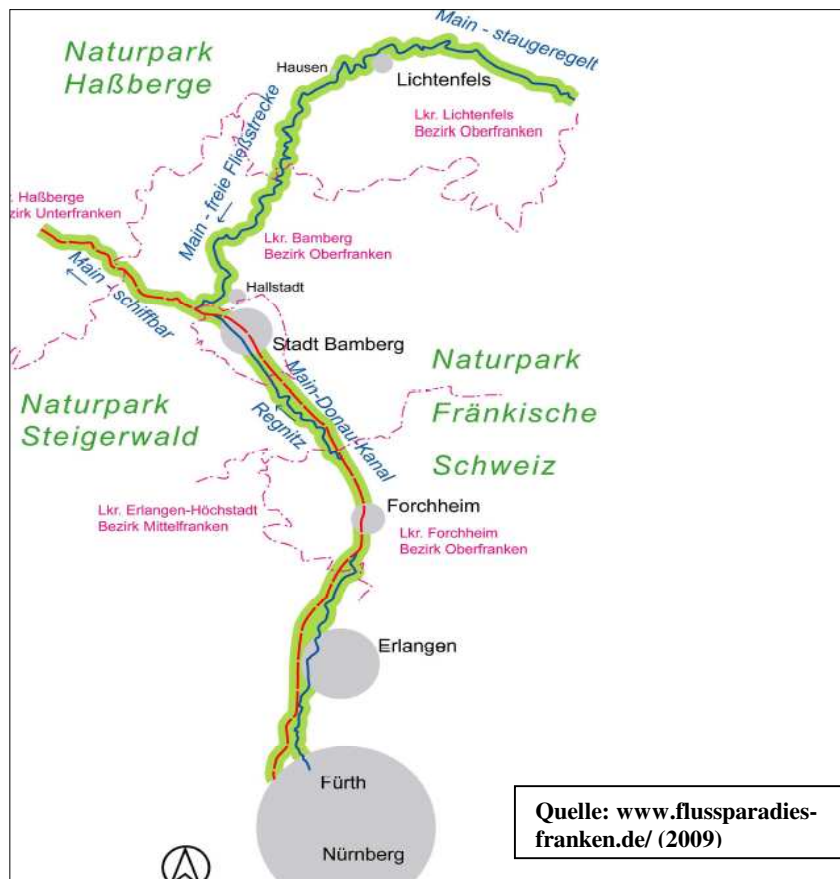 Naturpark
Haßberge
Main - staugeregelt
Hausen
Lichtenfels
Lkr. Lichtenfels
Bezirk Oberfranken
Main - freie Fließstrecke
r. Haßberge
zirk Unterfranken
Lkr. Bamberg
Bezirk Oberfranken
Main - schiffbar
Hallstadt
Stadt Bamberg
Naturpark
Fränkische
Schweiz
Naturpark
Steigerwald
Main-Donau-Kanal
Regnitz
Lkr. Erlangen-Höchstadt
Bezirk Mittelfranken
Forchheim
Lkr. Forchheim
Bezirk Oberfranken
Erlangen
Fürth
Nürnberg
Quelle: www.flussparadies-
franken.de/ (2009)